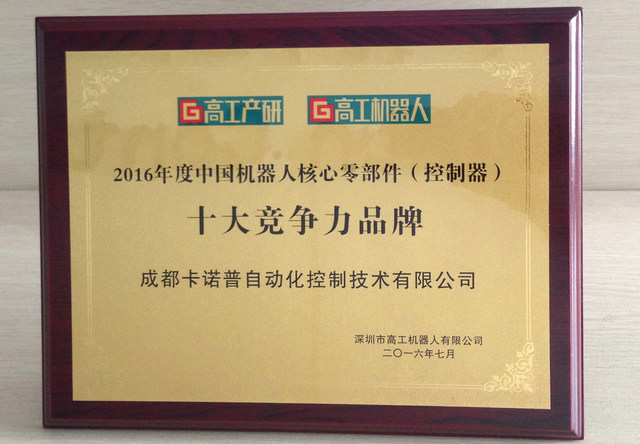 G 高工产研 G 高工机器人
2016年度中国机器人核心零部件（控制器）
十大竞争力品牌
成都卡诺普自动化控制技术有限公司
深圳市高工机器人有限公司
二〇一六年七月